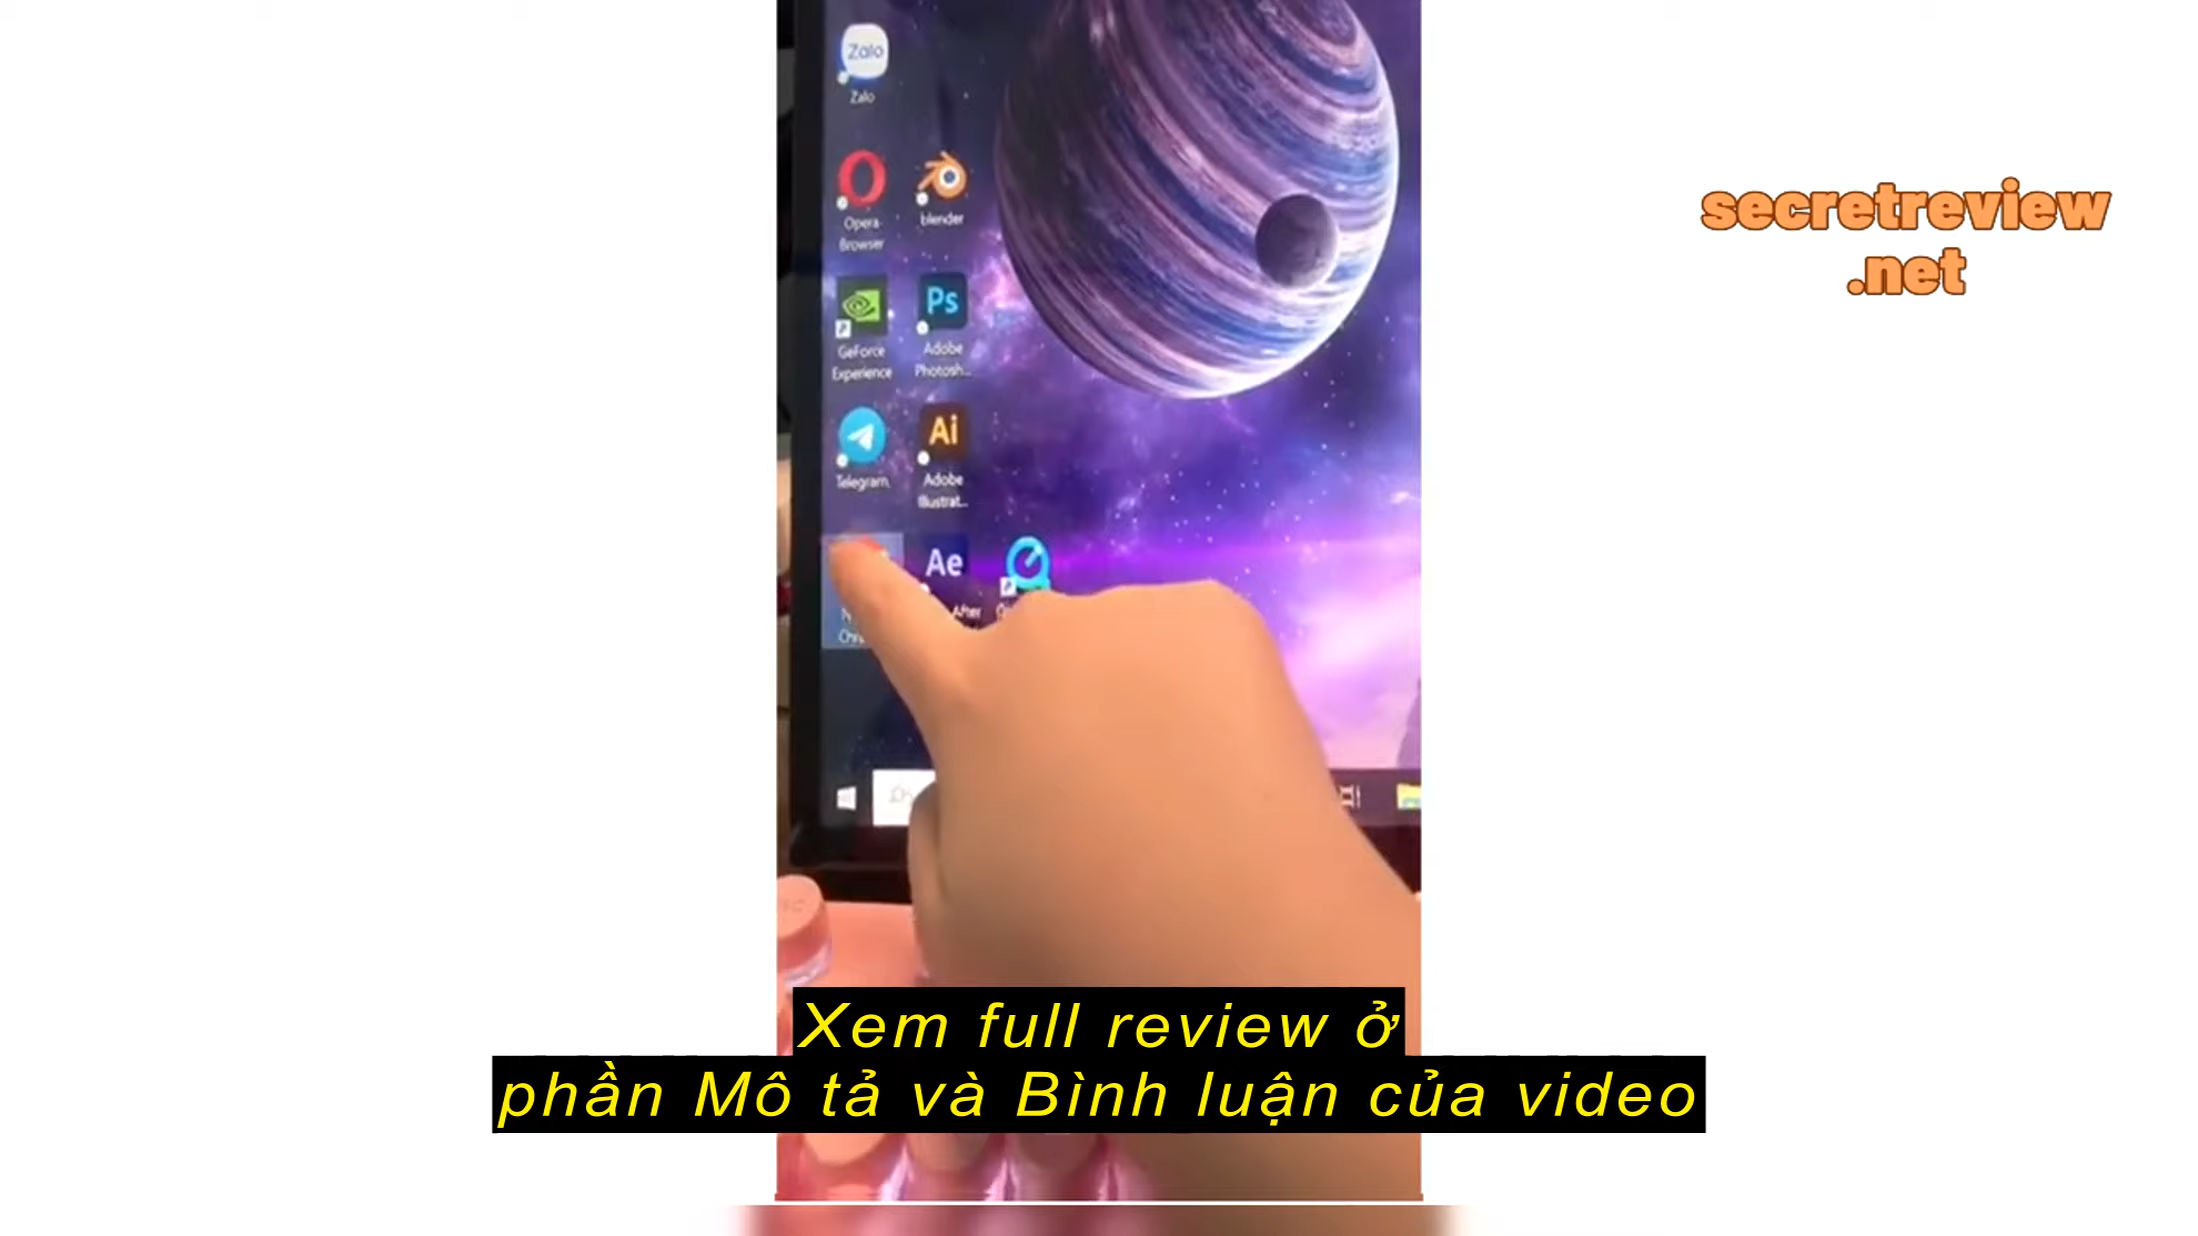 Zalo
Zalo
secretreview
.net
Opera
Browser
blender
Ps
GeForce
Experience
Adobe
Photosh...
Ai
Telegram
Adobe
Illustrat...
Ae
After
Xem full review ở
phần Mô tả và Bình luận của video